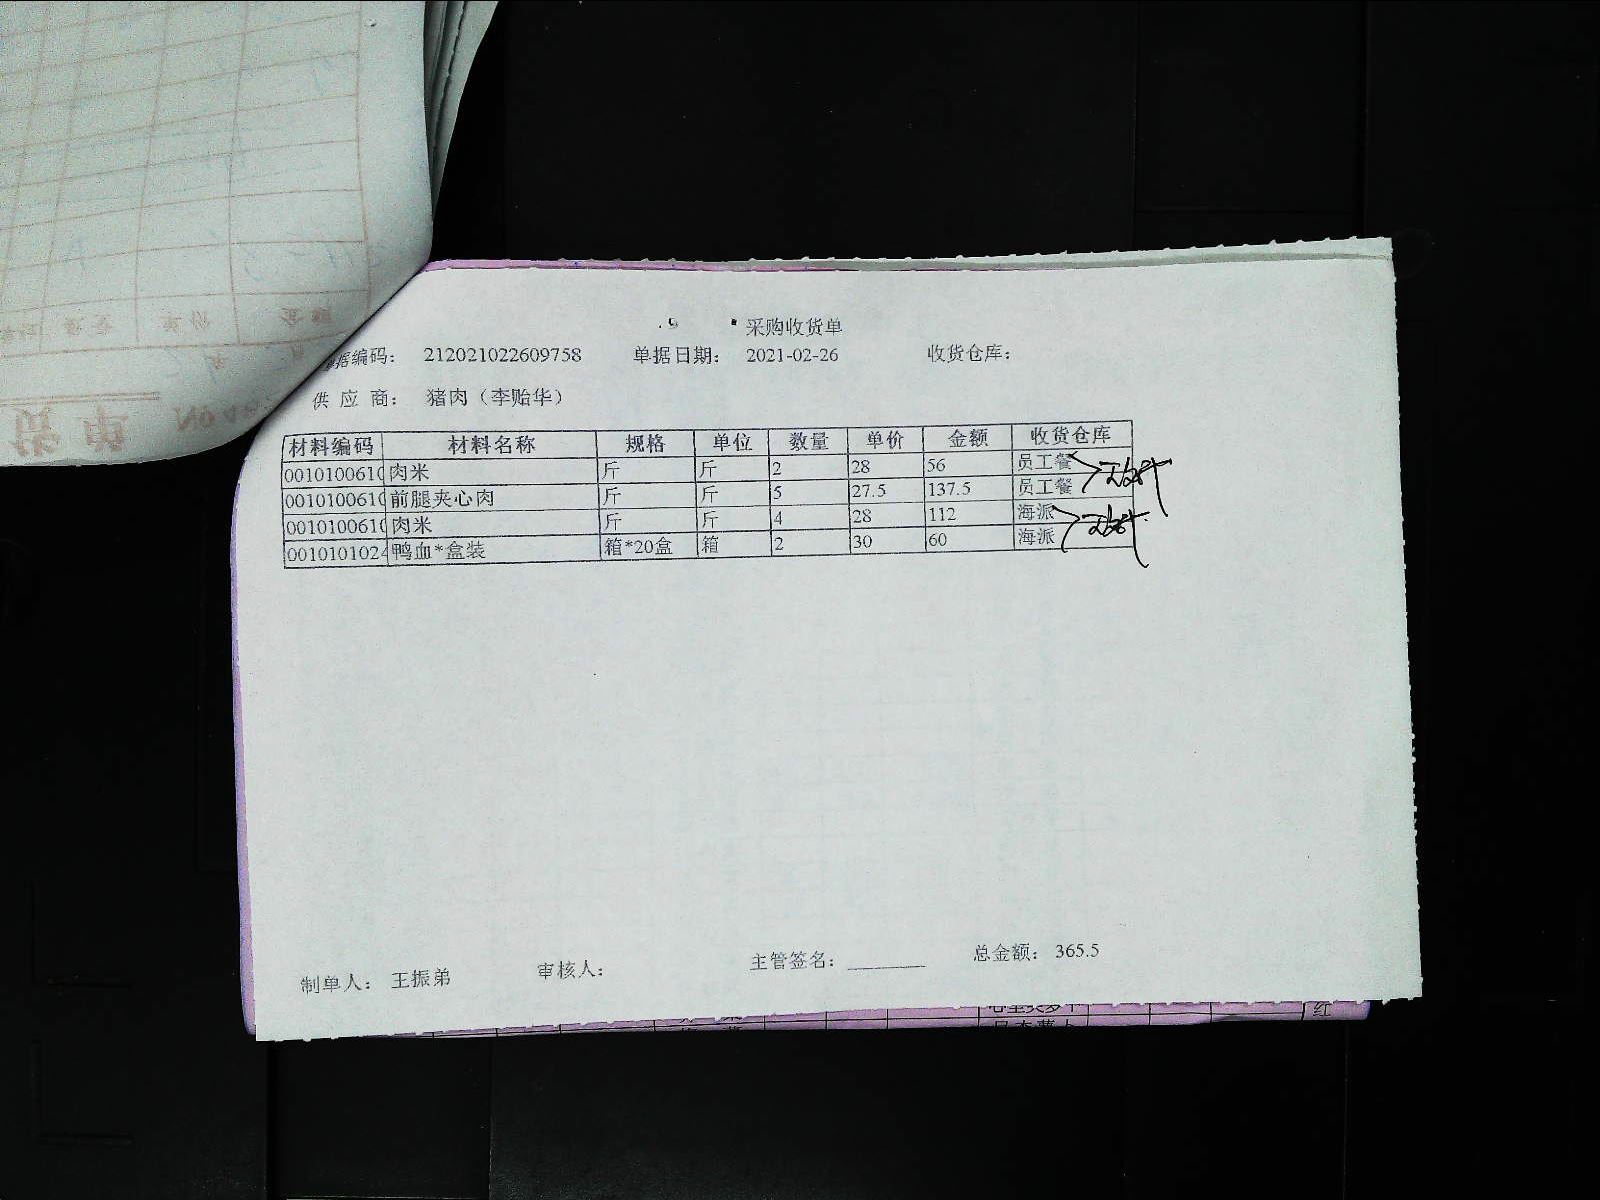 采购收货单
据编码： 212021022609758 单据日期： 2021-02-26 收货仓库：
供 应 商： 猪肉（李贻华）
材料编码 材料名称 规格 单位 数量 单价 金额 收货仓库
0010100610 肉米 斤 斤 2 28 56 员工餐
0010100610 前腿夹心肉 斤 斤 5 27.5 137.5 员工餐
0010100610 肉米 斤 斤 4 28 112 海派
0010101024 鸭血*盒装 箱*20盒 箱 2 30 60 海派
制单人： 王振弟 审核人： 主管签名： 总金额： 365.5